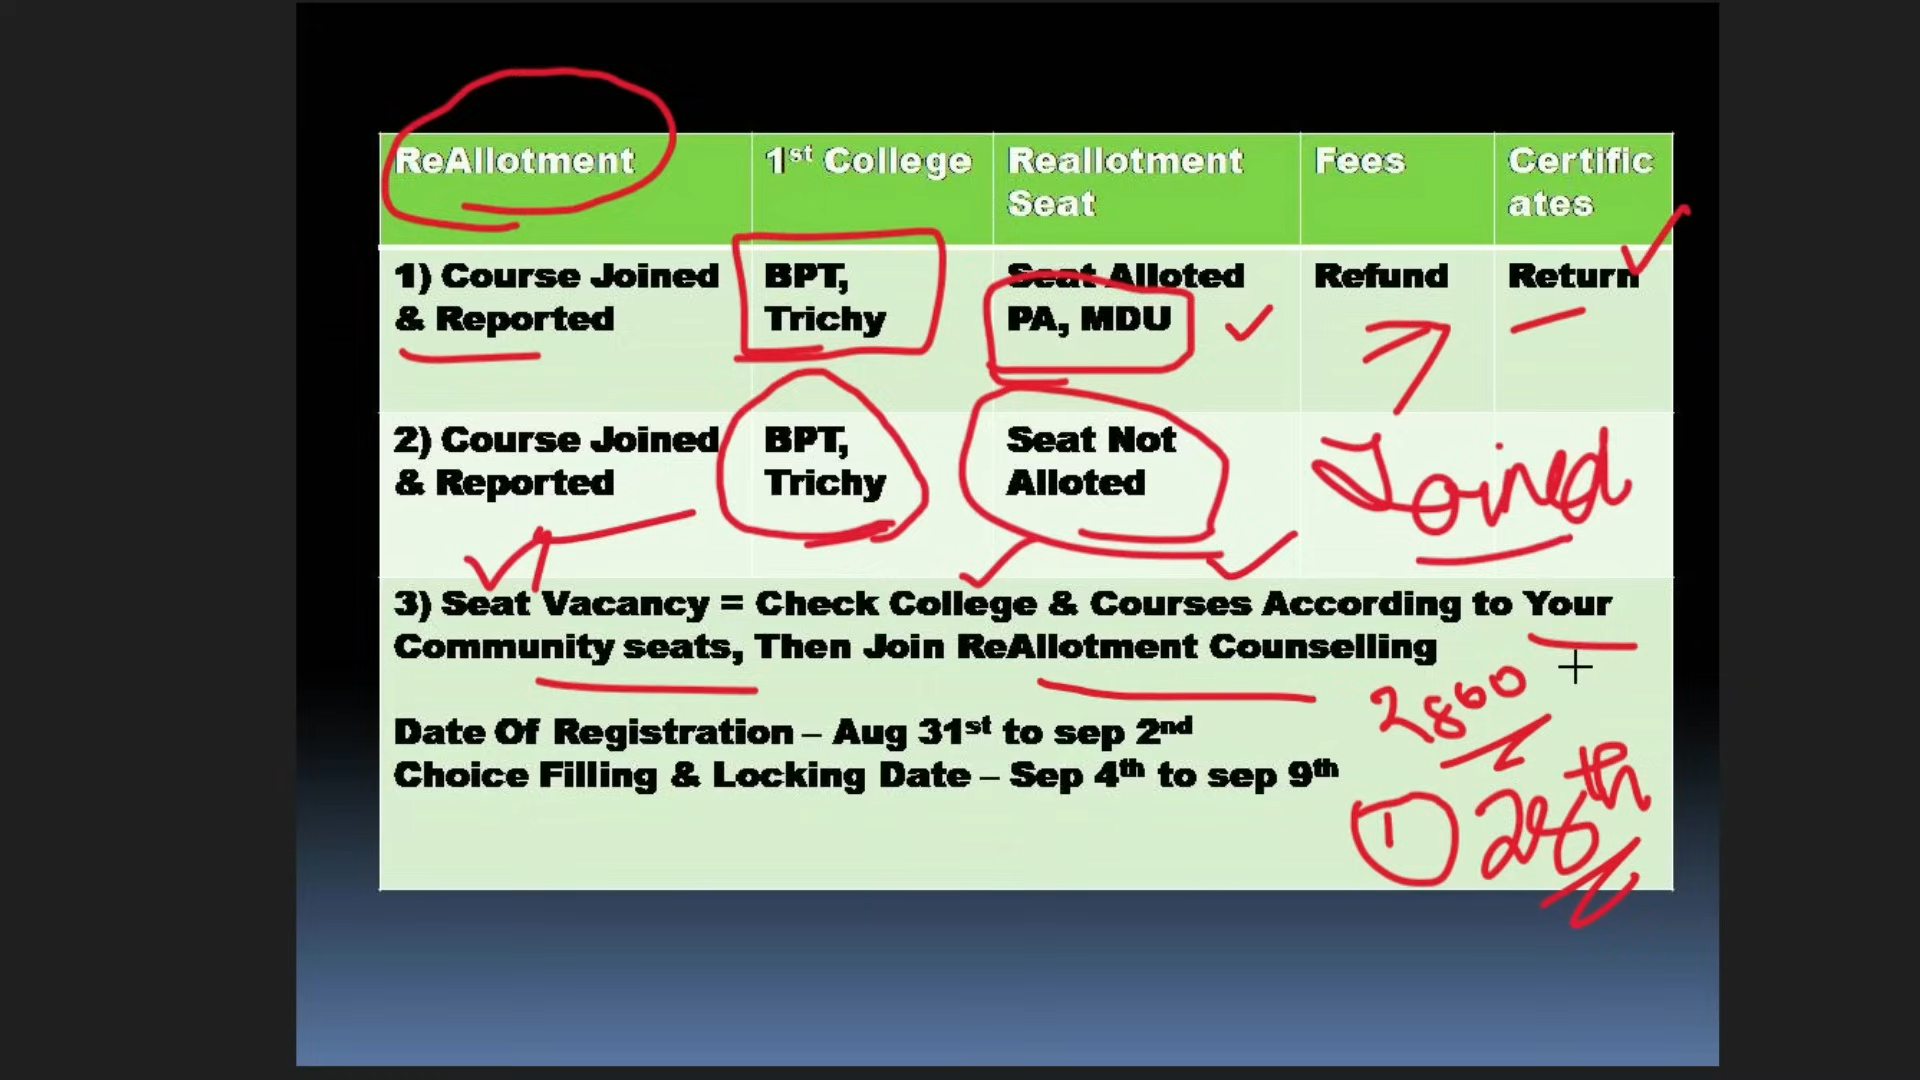 ReAllotment
1st College
Reallotment
Seat
Fees
Certific
ates
1) Course Joined
& Reported
BPT,
Trichy
Seat Alloted
PA, MDU
Refund
Return
2) Course Joined
& Reported
BPT,
Trichy
Seat Not
Alloted
Joined
3) Seat Vacancy = Check College & Courses According to Your
Community seats, Then Join ReAllotment Counselling
2860
Date Of Registration – Aug 31st to sep 2nd
Choice Filling & Locking Date – Sep 4th to sep 9th
1 28th